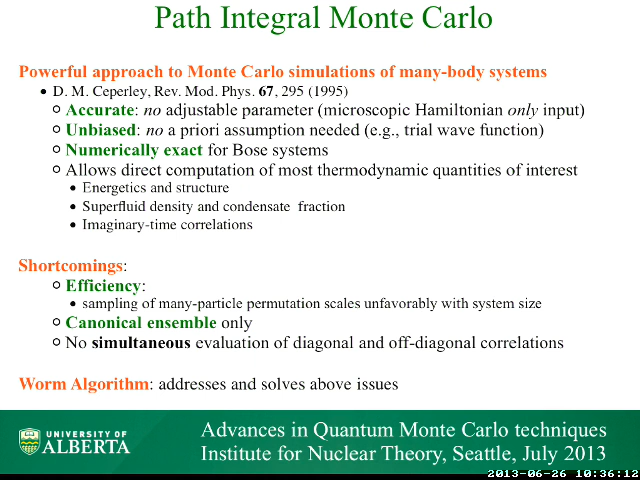 Path Integral Monte Carlo
Powerful approach to Monte Carlo simulations of many-body systems
• D. M. Ceperley, Rev. Mod. Phys. 67, 295 (1995)
o Accurate: no adjustable parameter (microscopic Hamiltonian only input)
o Unbiased: no a priori assumption needed (e.g., trial wave function)
o Numerically exact for Bose systems
o Allows direct computation of most thermodynamic quantities of interest
• Energetics and structure
• Superfluid density and condensate fraction
• Imaginary-time correlations
Shortcomings:
o Efficiency:
• sampling of many-particle permutation scales unfavorably with system size
o Canonical ensemble only
o No simultaneous evaluation of diagonal and off-diagonal correlations
Worm Algorithm: addresses and solves above issues
UNIVERSITY OF
ALBERTA
Advances in Quantum Monte Carlo techniques
Institute for Nuclear Theory, Seattle, July 2013
2013-06-26 10:36:12